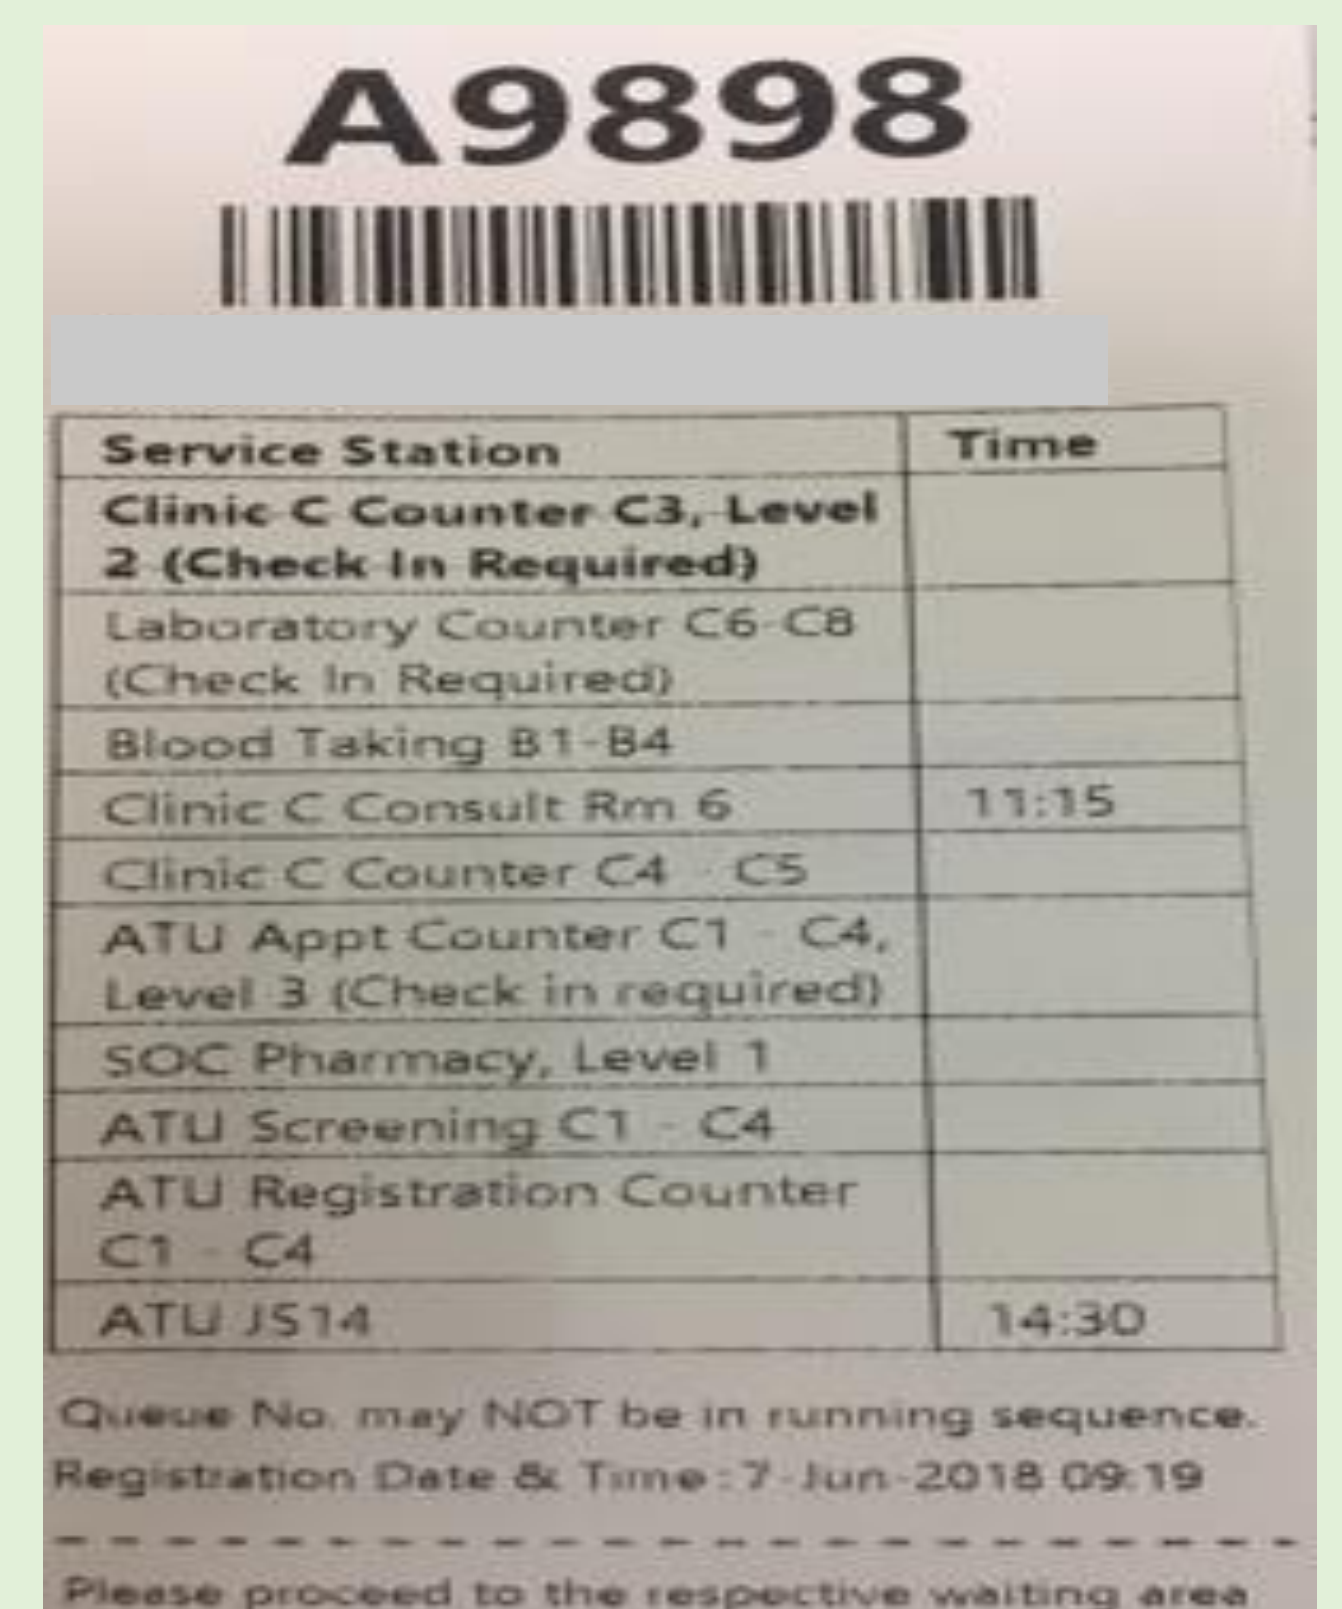 A9898
Service Station Time
Clinic C Counter C3, Level
2 (Check In Required)
Laboratory Counter C6-C8
(Check In Required)
Blood Taking B1-B4
Clinic C Consult Rm 6 11:15
Clinic C Counter C4 - C5
ATU Appt Counter C1 - C4,
Level 3 (Check in required)
SOC Pharmacy, Level 1
ATU Screening C1 - C4
ATU Registration Counter
C1 - C4
ATU JS14 14:30
Queue No. may NOT be in running sequence.
Registration Date & Time:7-Jun-2018 09:19
Please proceed to the respective waiting area